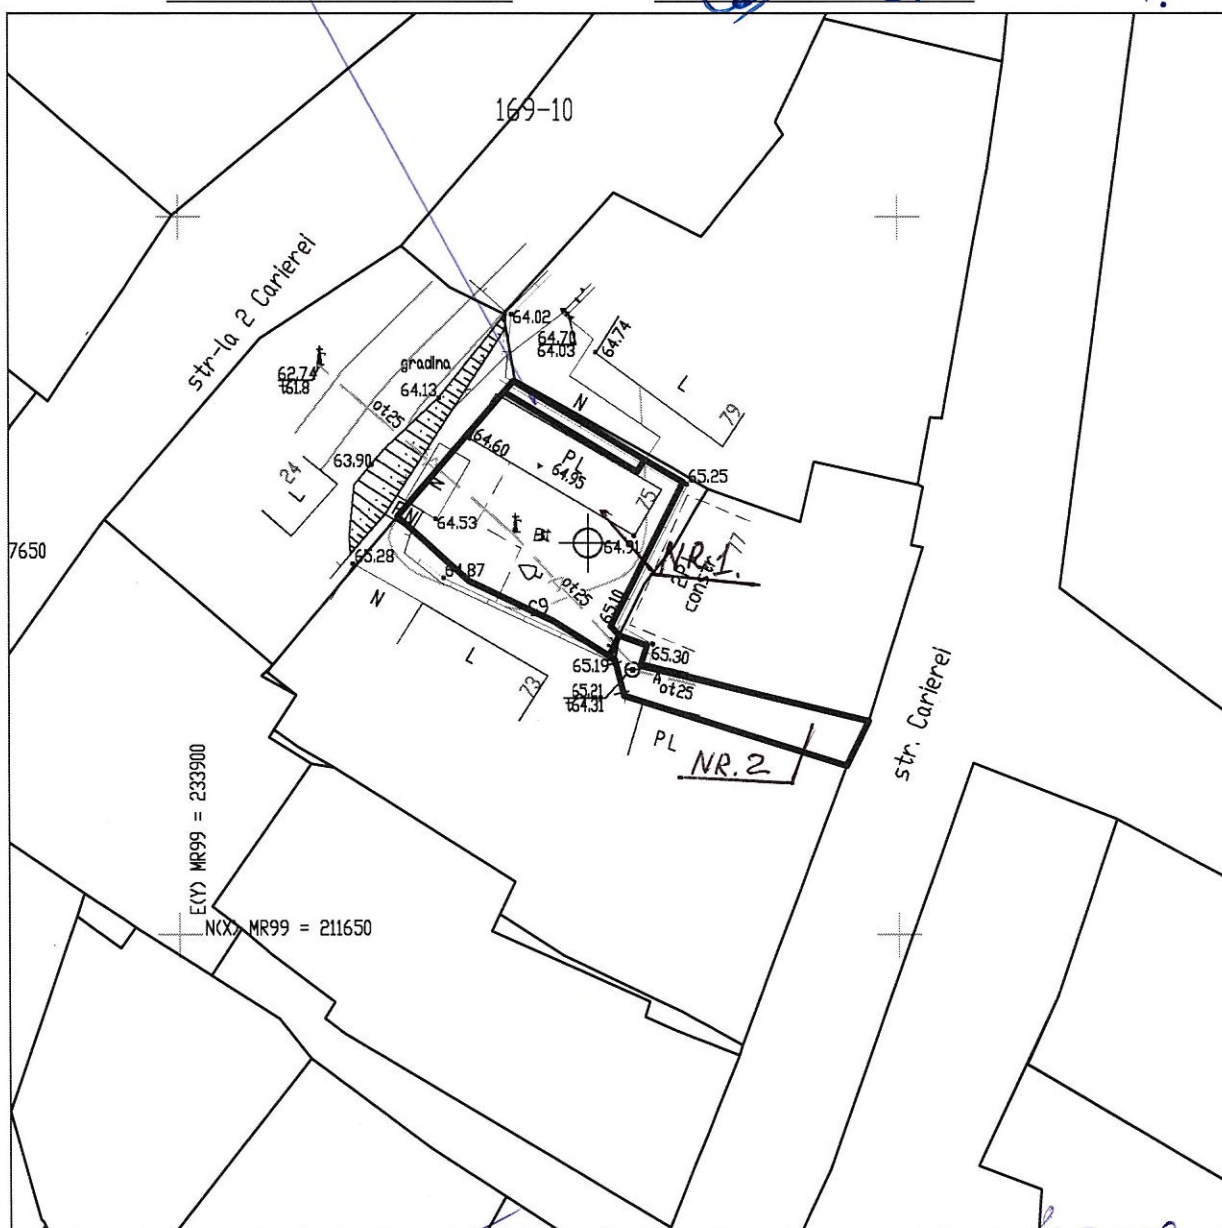 169-10
str-la 2 Carierei
64.02
64.70
64.03
64.74
62.74
161.8
gradina
64.13
ot25
L
79
N
63.90
24
L
64.60
PL
64.95
65.25
75
77
N
64.53
64.91
NR.1.
const
7650
65.28
64.87
ot25
N
65.10
65.30
L
65.19
73
65.21
164.31
ot25
PL
NR.2
str. Carierei
E(Y) MR99 = 233900
N(X) MR99 = 211650